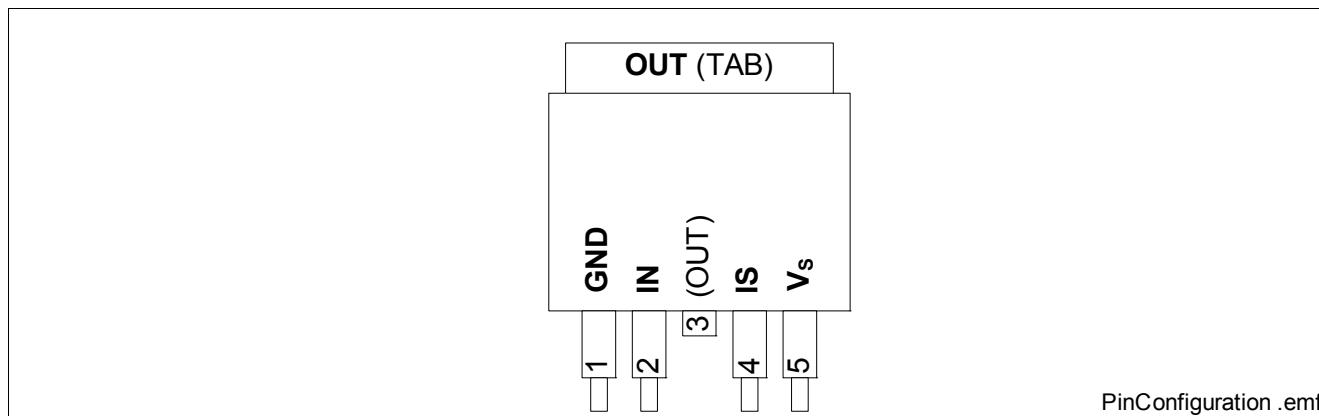 OUT (TAB)
GND
IN
(OUT)
IS
Vs
1
2
3
4
5
PinConfiguration .emf